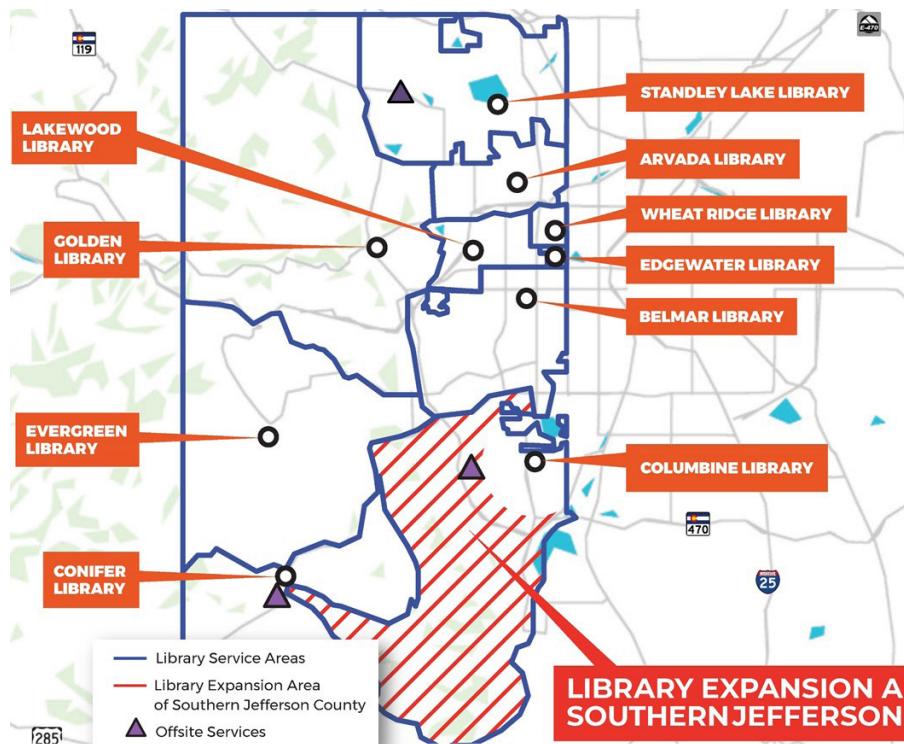 119
E-470
STANDLEY LAKE LIBRARY
LAKEWOOD
LIBRARY
ARVADA LIBRARY
WHEAT RIDGE LIBRARY
GOLDEN
LIBRARY
EDGEWATER LIBRARY
BELMAR LIBRARY
EVERGREEN
LIBRARY
COLUMBINE LIBRARY
470
CONIFER
LIBRARY
25
Library Service Areas
Library Expansion Area
of Southern Jefferson County
Offsite Services
LIBRARY EXPANSION A
SOUTHERN JEFFERSON
285